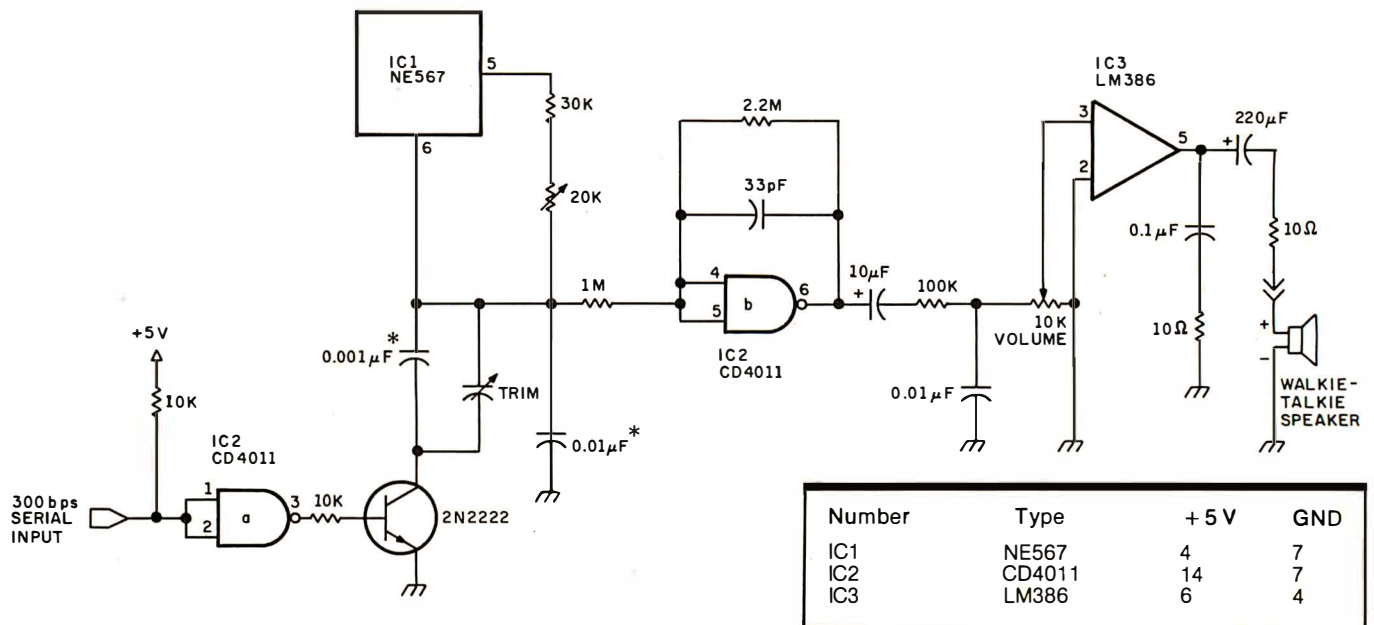 IC1
NE567
5
6
30K
20K
2.2M
33pF
1M
4
5
b
6
IC2
CD4011
10µF
+
100K
10K
VOLUME
0.01µF
IC3
LM386
3
2
5
220µF
+
0.1µF
10Ω
10Ω
+
-
WALKIE-
TALKIE
SPEAKER
0.001µF *
TRIM
0.01µF *
+5V
10K
IC2
CD4011
300bps
SERIAL
INPUT
1
2
a
3
10K
2N2222
Number Type +5 V GND
IC1 NE567 4 7
IC2 CD4011 14 7
IC3 LM386 6 4